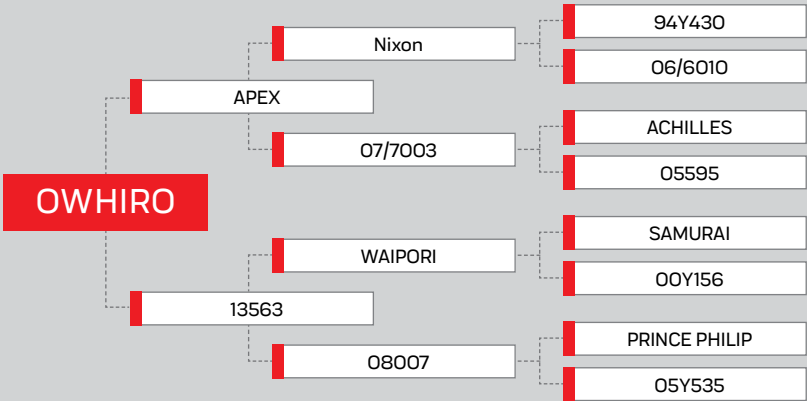 94Y430
Nixon
06/6010
APEX
ACHILLES
07/7003
05595
OWHIRO
SAMURAI
WAIPORI
00Y156
13563
PRINCE PHILIP
08007
05Y535